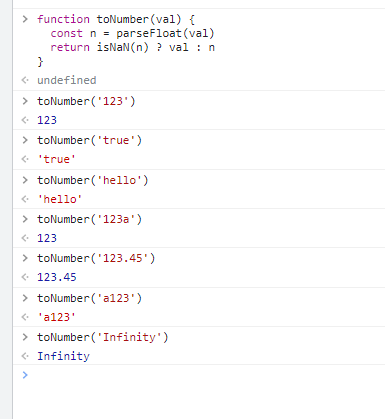 > function toNumber(val) {
const n = parseFloat(val)
return isNaN(n) ? val : n
}
<· undefined
> toNumber('123')
<· 123
> toNumber('true')
<· 'true'
> toNumber('hello')
<· 'hello'
> toNumber('123a')
<· 123
> toNumber('123.45')
<· 123.45
> toNumber('a123')
<· 'a123'
> toNumber('Infinity')
<· Infinity
>